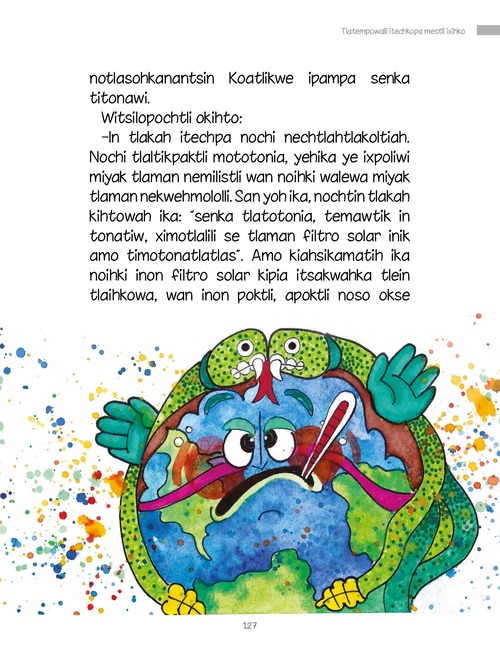 Tlatempowalli itechkopa mestli ixihko
notlasohkanantsin Koatlikwe ipampa senka
titonawi.
Witsilopochtli okihto:
–In tlakah itechpa nochi nechtlahtlakoltiah.
Nochi tlaltikpaktli mototonia, yehika ye ixpoliwi
miyak tlaman nemilistli wan noihki walewa miyak
tlaman nekwehmololli. San yoh ika, nochtin tlakah
kihtowah ika: “senka tlatotonia, temawtik in
tonatiw, ximotlalili se tlaman filtro solar inik
amo timotonatlatlas”. Amo kiahsikamatih ika
noihki inon filtro solar kipia itsakwahka tlein
tlaihkowa, wan inon poktli, apoktli noso okse
127